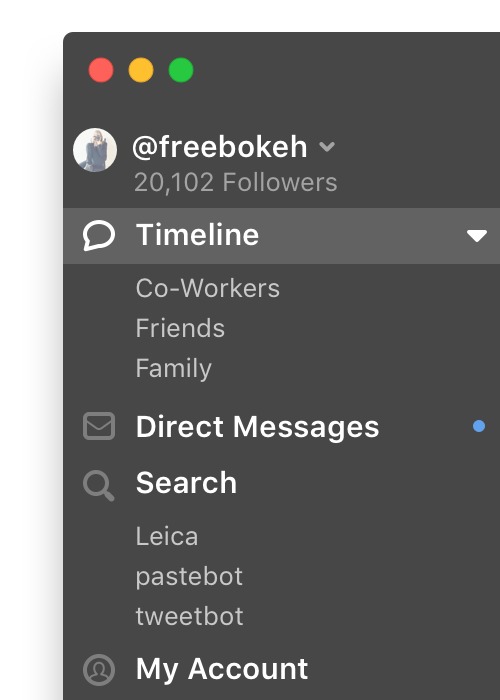 @freebokeh
20,102 Followers
Timeline
Co-Workers
Friends
Family
Direct Messages
Search
Leica
pastebot
tweetbot
My Account